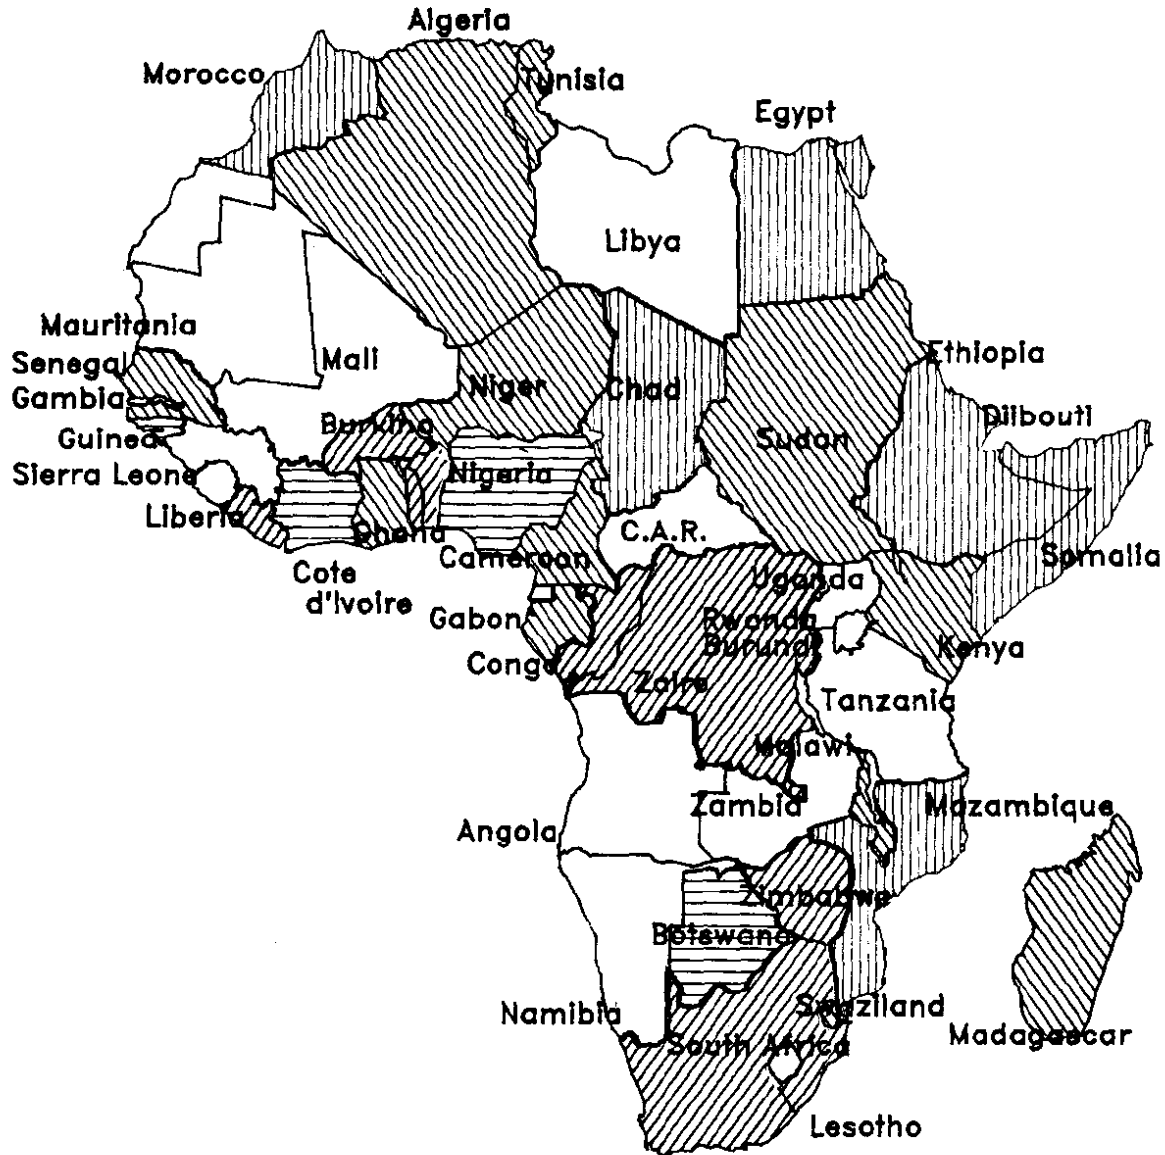 Algeria
Morocco
Tunisia
Egypt
Libya
Mauritania
Senegal
Mali
Ethiopia
Gambia
Niger
Chad
Djibouti
Burkina
Guinea
Sudan
Sierra Leone
Nigeria
Liberia
Ghana
C.A.R.
Cameroon
Somalia
Cote
d'Ivoire
Uganda
Gabon
Rwanda
Burundi
Kenya
Congo
Zaire
Tanzania
Malawi
Zambia
Mozambique
Angola
Zimbabwe
Botswana
Namibia
Swaziland
South Africa
Madagascar
Lesotho